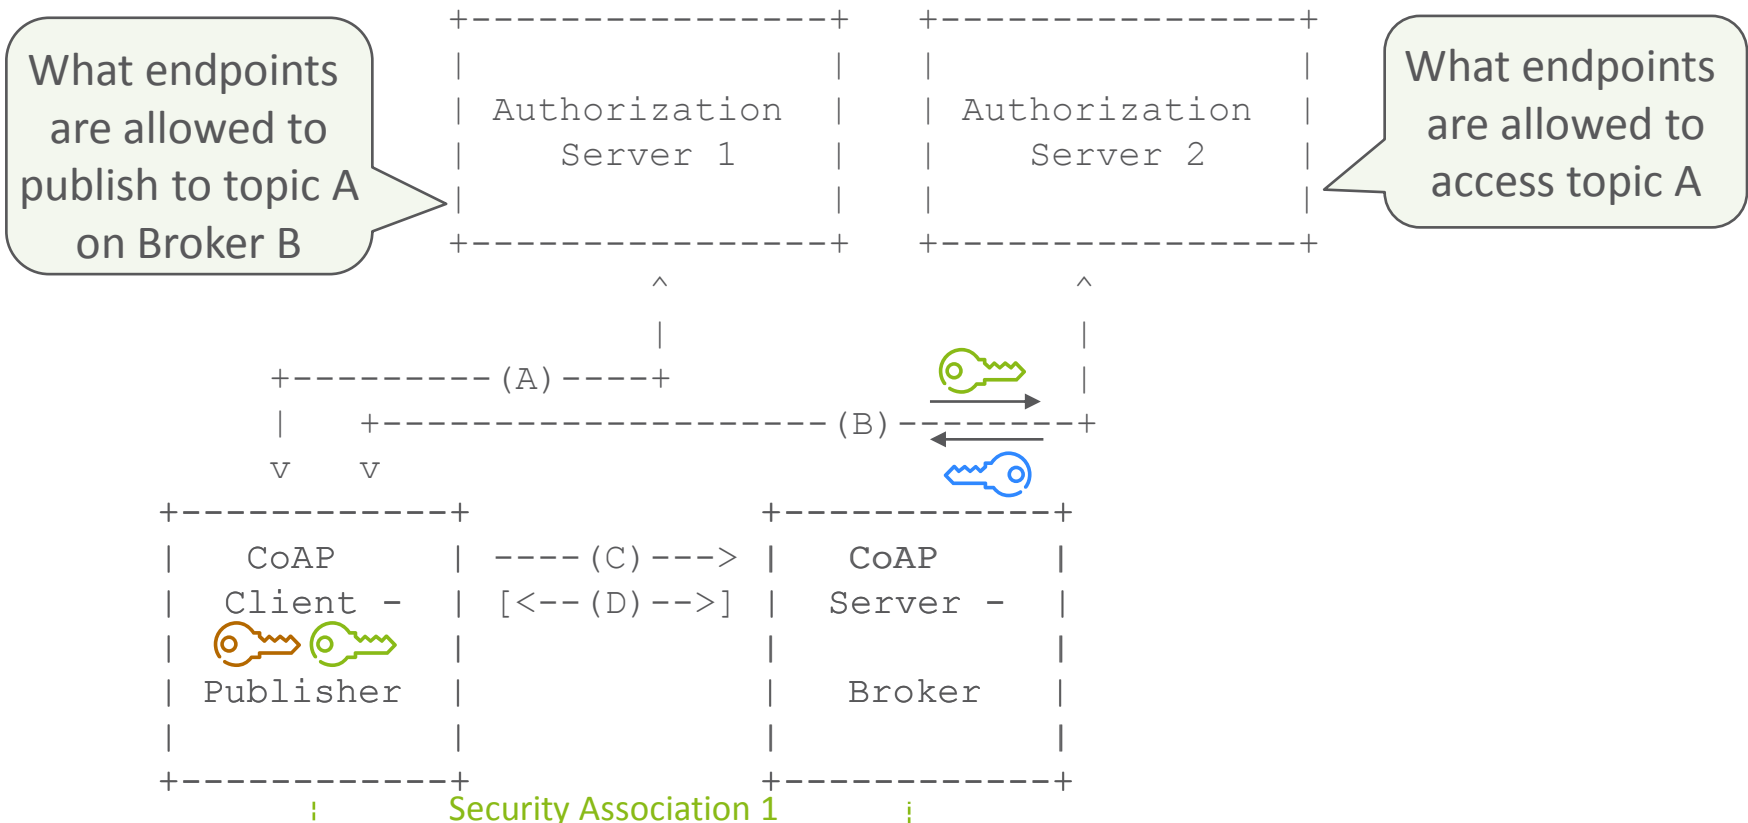 What endpoints
are allowed to
publish to topic A
on Broker B
Authorization
Server 1
Authorization
Server 2
What endpoints
are allowed to
access topic A
+---------(A)----+
+--------------------(B)--------+
CoAP
Client -
Publisher
----(C)--->
[<--(D)-->]
CoAP
Server -
Broker
Security Association 1